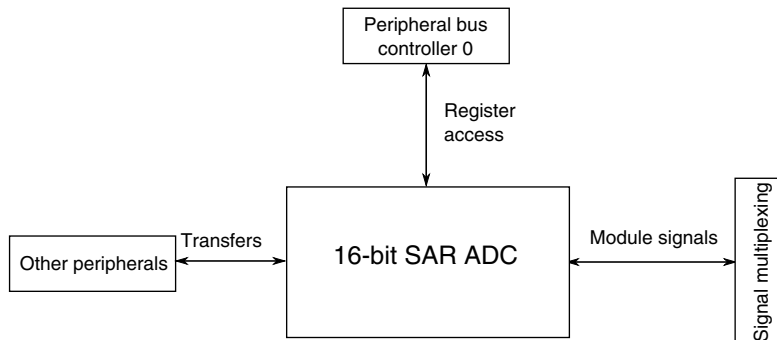 Peripheral bus
controller 0
Register
access
Transfers
Other peripherals
16-bit SAR ADC
Module signals
Signal multiplexing